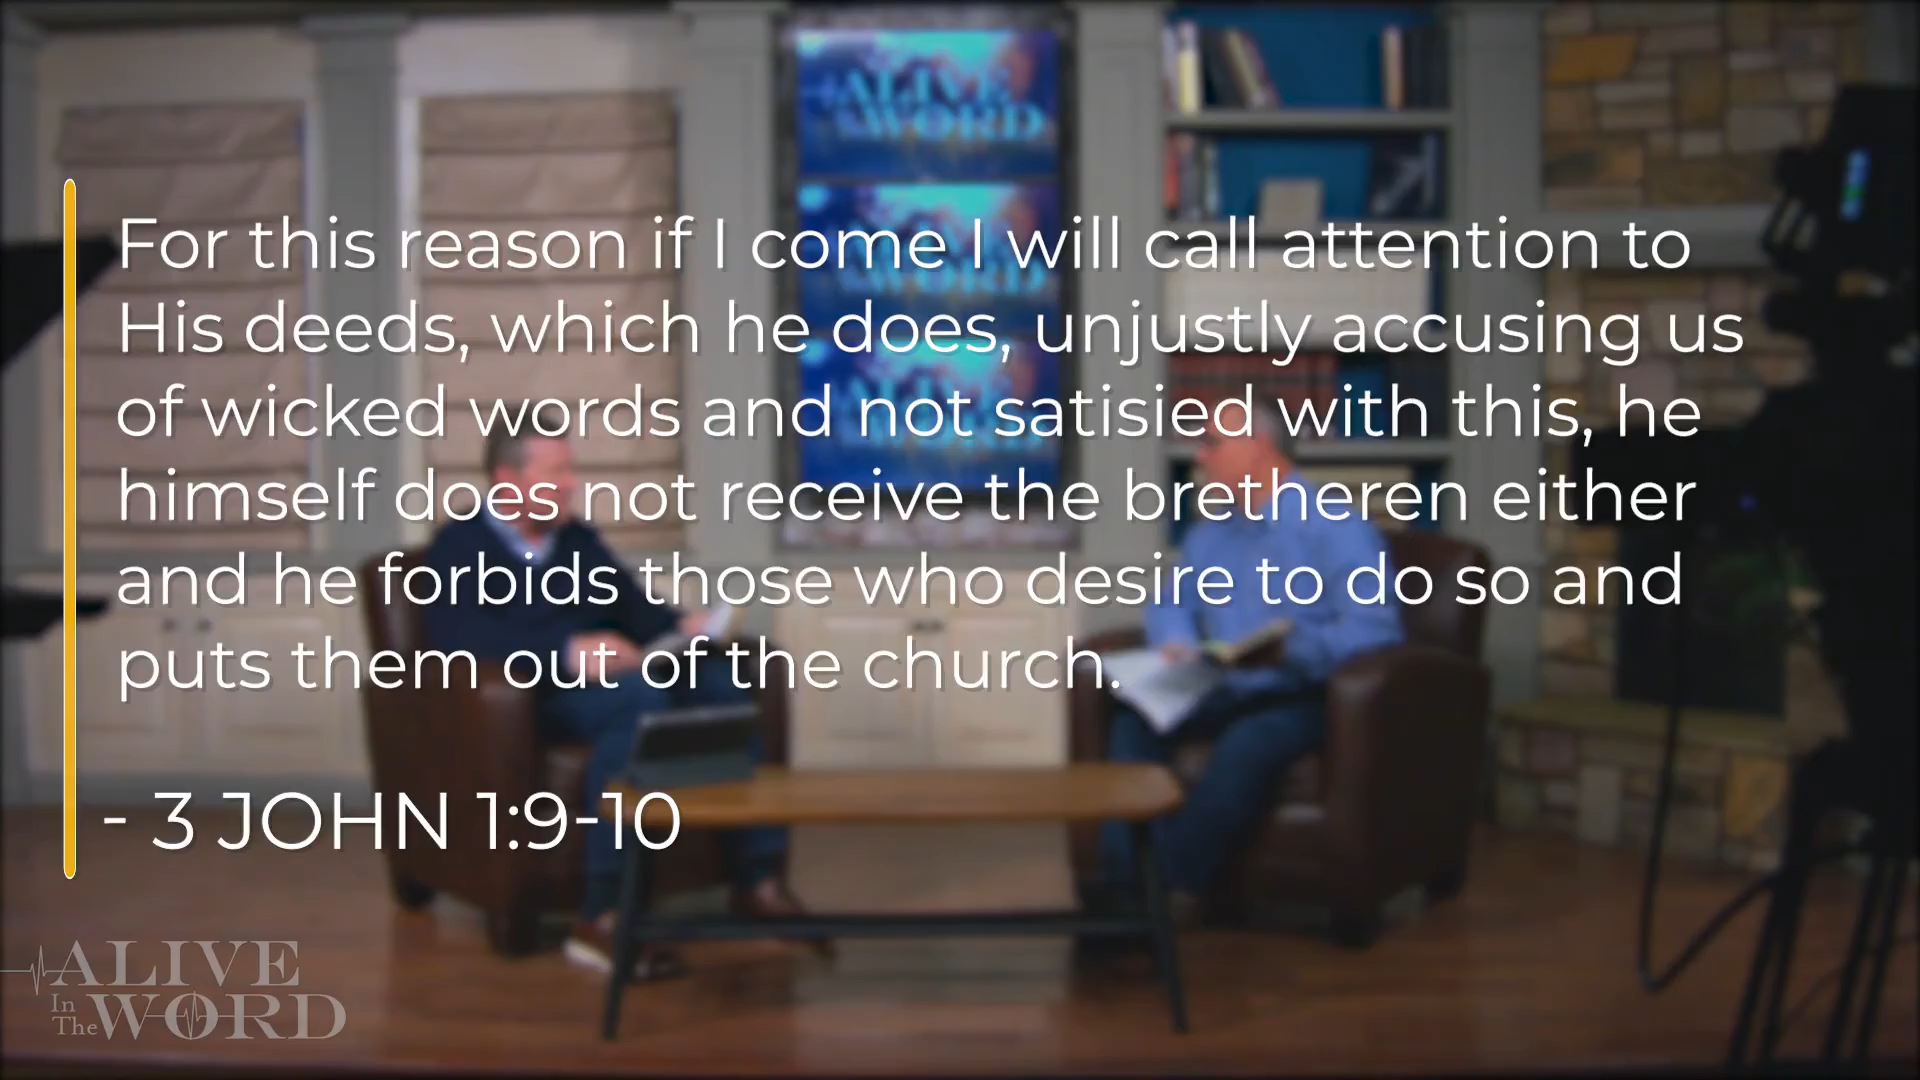 ALIVE
WORD
WORD
For this reason if I come I will call attention to
His deeds, which he does, unjustly accusing us
of wicked words and not satisied with this, he
himself does not receive the bretheren either
and he forbids those who desire to do so and
puts them out of the church.
- 3 JOHN 1:9-10
ALIVE
In
The WORD